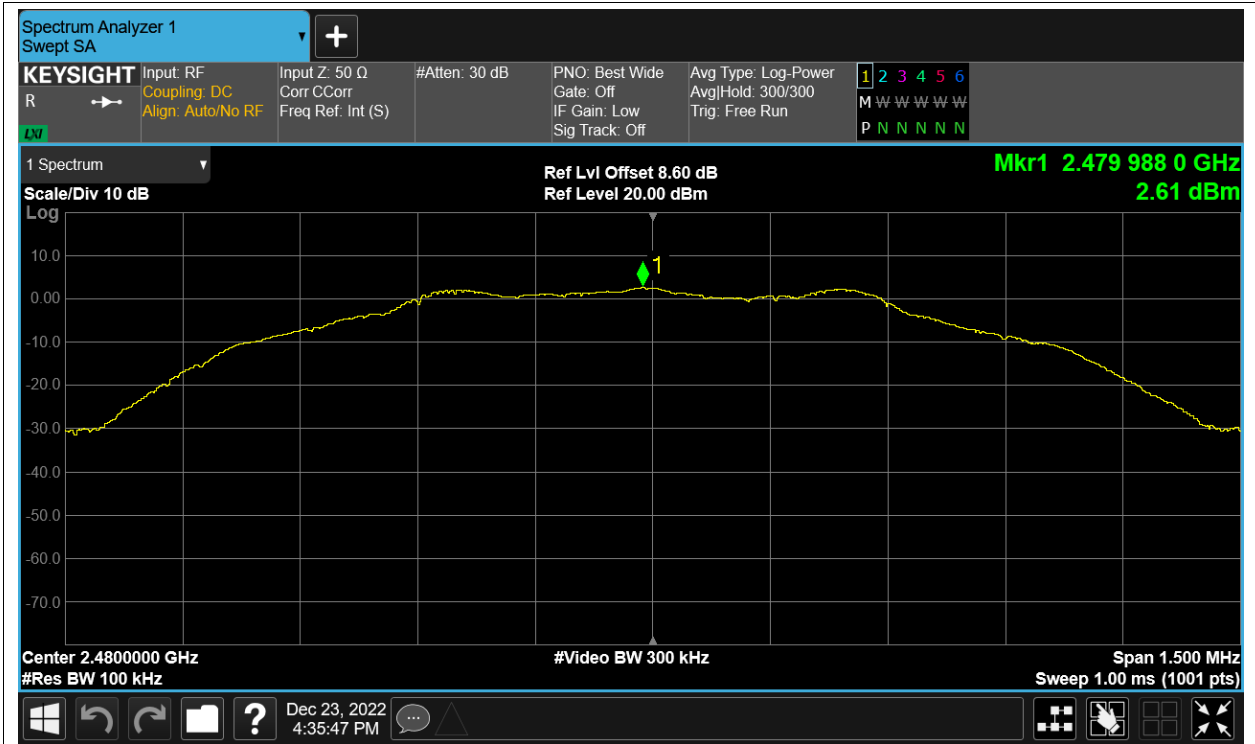 Spectrum Analyzer 1
Swept SA
KEYSIGHT
R
LXI
Input: RF
Coupling: DC
Align: Auto/No RF
Input Z: 50 Ω
Corr CCorr
Freq Ref: Int (S)
#Atten: 30 dB
PNO: Best Wide
Gate: Off
IF Gain: Low
Sig Track: Off
Avg Type: Log-Power
Avg|Hold: 300/300
Trig: Free Run
1 2 3 4 5 6
M W W W W W
P N N N N N
1 Spectrum
Scale/Div 10 dB
Log
Ref Lvl Offset 8.60 dB
Ref Level 20.00 dBm
Mkr1 2.479 988 0 GHz
2.61 dBm
1
10.0
0.00
-10.0
-20.0
-30.0
-40.0
-50.0
-60.0
-70.0
Center 2.4800000 GHz
#Video BW 300 kHz
Span 1.500 MHz
#Res BW 100 kHz
Sweep 1.00 ms (1001 pts)
?
Dec 23, 2022
4:35:47 PM